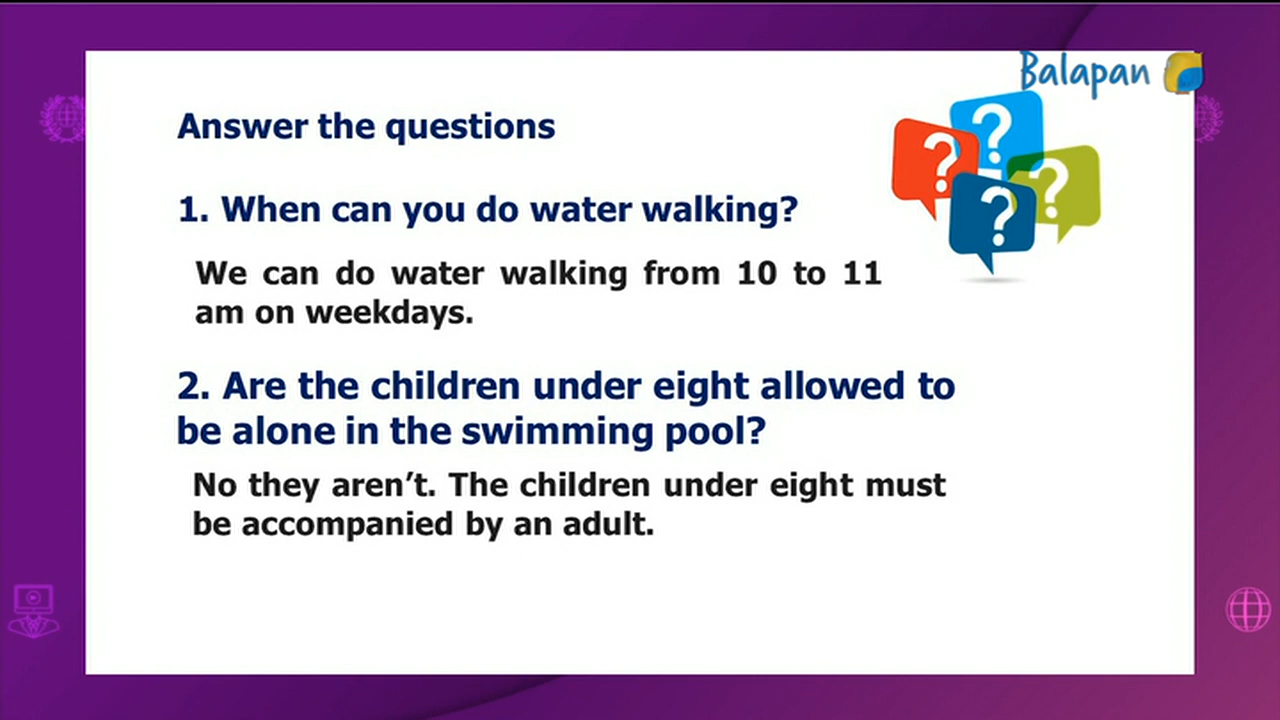 Balapan
Answer the questions
? ? ? ?
1. When can you do water walking?
We can do water walking from 10 to 11
am on weekdays.
2. Are the children under eight allowed to
be alone in the swimming pool?
No they aren’t. The children under eight must
be accompanied by an adult.